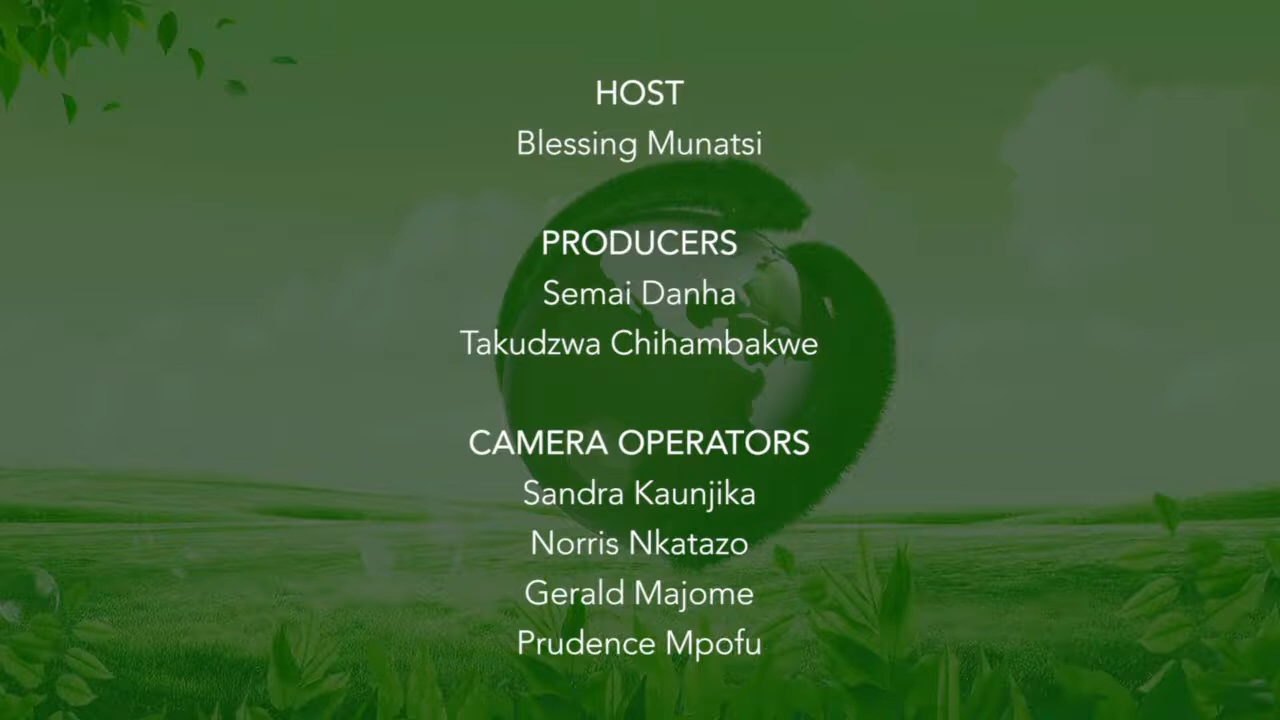 HOST
Blessing Munatsi
PRODUCERS
Semai Danha
Takudzwa Chihambakwe
CAMERA OPERATORS
Sandra Kaunjika
Norris Nkatazo
Gerald Majome
Prudence Mpofu